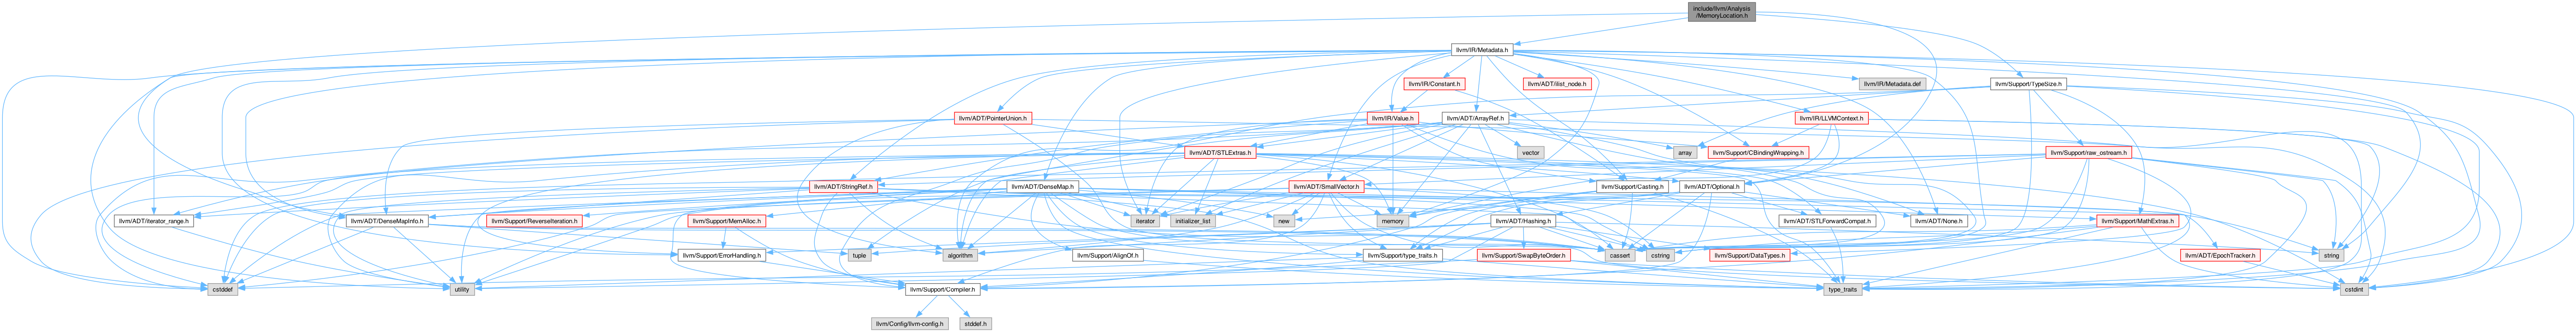 include/llvm/Analysis
/MemoryLocation.h
llvm/IR/Metadata.h
llvm/IR/Constant.h
llvm/ADT/ilist_node.h
llvm/IR/Metadata.def
llvm/Support/TypeSize.h
llvm/ADT/PointerUnion.h
llvm/IR/Value.h
llvm/ADT/ArrayRef.h
llvm/IR/LLVMContext.h
llvm/ADT/STLExtras.h
vector
array
llvm/Support/CBindingWrapping.h
llvm/Support/raw_ostream.h
llvm/ADT/StringRef.h
llvm/ADT/DenseMap.h
llvm/ADT/SmallVector.h
llvm/Support/Casting.h
llvm/ADT/Optional.h
llvm/ADT/iterator_range.h
llvm/ADT/DenseMapInfo.h
llvm/Support/ReverseIteration.h
llvm/Support/MemAlloc.h
iterator
initializer_list
new
memory
llvm/ADT/Hashing.h
llvm/ADT/STLForwardCompat.h
llvm/ADT/None.h
llvm/Support/MathExtras.h
llvm/Support/ErrorHandling.h
tuple
algorithm
llvm/Support/AlignOf.h
llvm/Support/type_traits.h
llvm/Support/SwapByteOrder.h
cassert
cstring
llvm/Support/DataTypes.h
llvm/ADT/EpochTracker.h
string
cstddef
utility
llvm/Support/Compiler.h
type_traits
cstdint
llvm/Config/llvm-config.h
stddef.h